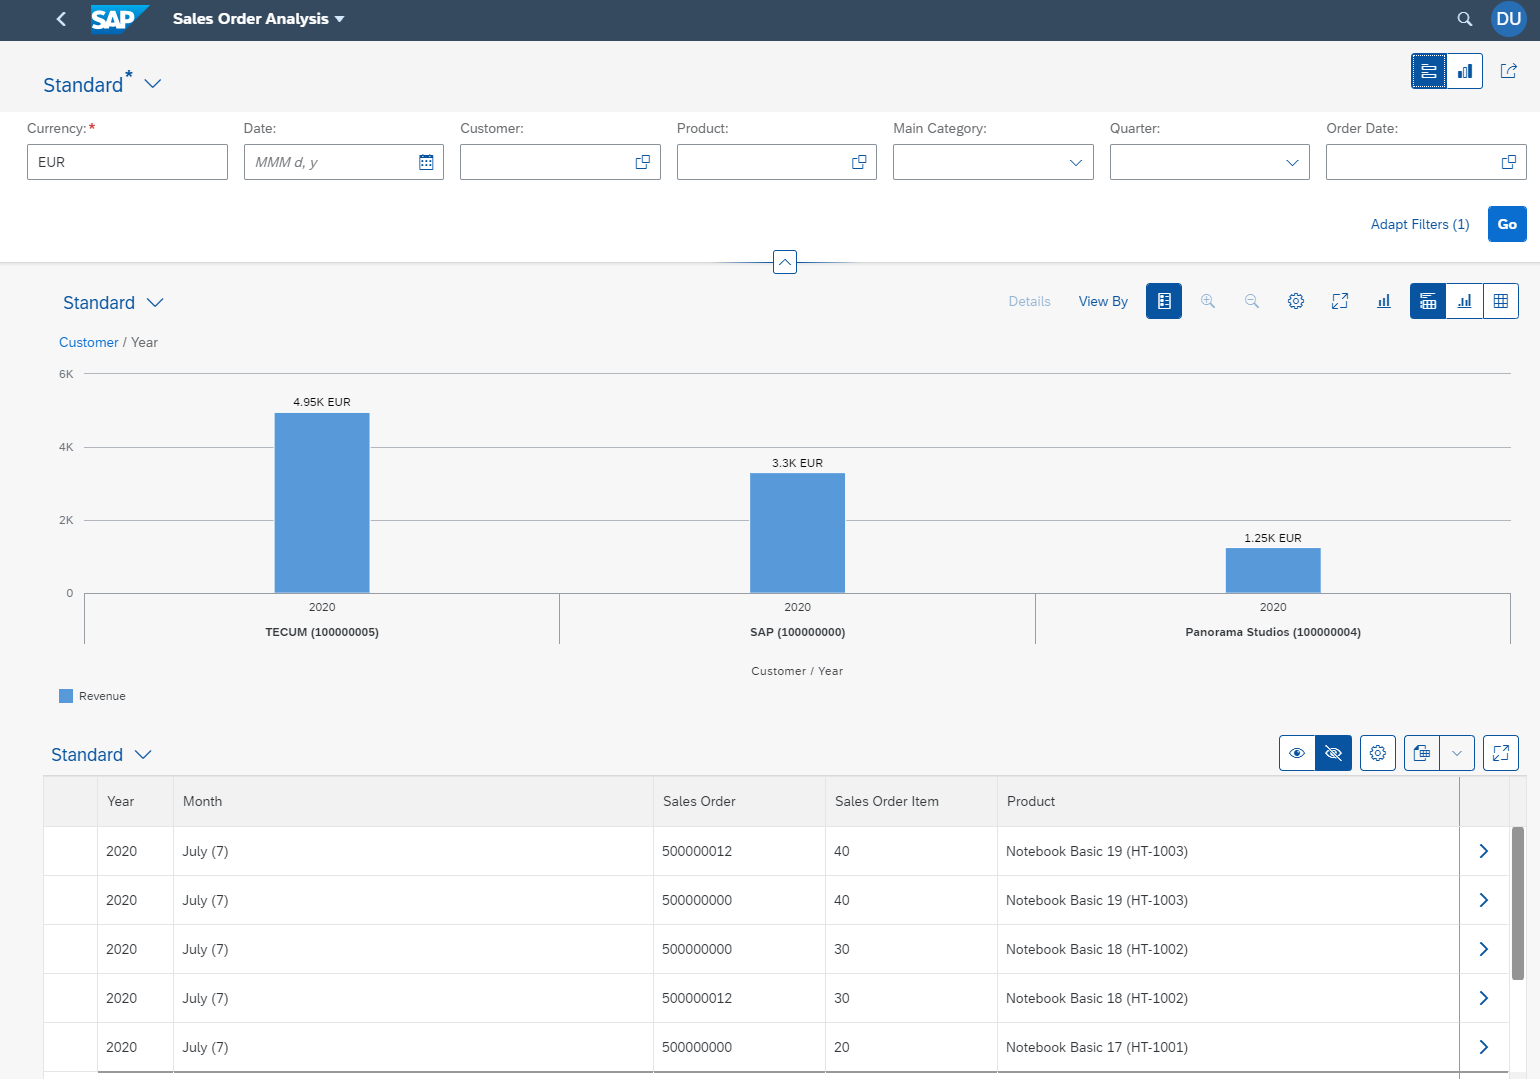 SAP Sales Order Analysis DU
Standard*
Currency:* Date: Customer: Product: Main Category: Quarter: Order Date:
EUR MMM d, y
Adapt Filters (1) Go
Standard Details View By
Customer / Year
6K
4.95K EUR
4K
3.3K EUR
2K
1.25K EUR
0
2020 2020 2020
TECUM (100000005) SAP (100000000) Panorama Studios (100000004)
Customer / Year
Revenue
Standard
Year Month Sales Order Sales Order Item Product
2020 July (7) 500000012 40 Notebook Basic 19 (HT-1003)
2020 July (7) 500000000 40 Notebook Basic 19 (HT-1003)
2020 July (7) 500000000 30 Notebook Basic 18 (HT-1002)
2020 July (7) 500000012 30 Notebook Basic 18 (HT-1002)
2020 July (7) 500000000 20 Notebook Basic 17 (HT-1001)